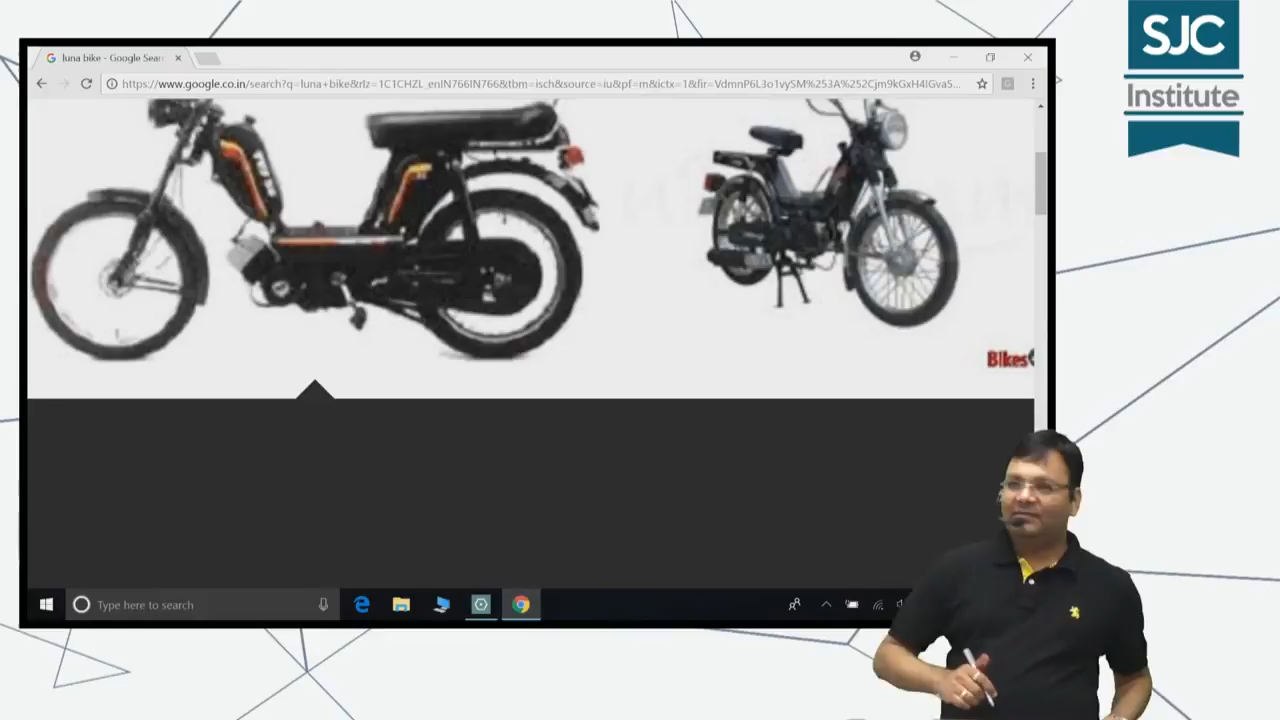 luna bike - Google Sear
https://www.google.co.in/search?q=luna+bike&rlz=1C1CHZL_enIN766IN766&tbm=isch&source=iu&pf=m&ictx=1&fir=VdmnP6L3o1vySM%253A%252Cjm9kGxH4IGva5...
SJC
Institute
Bikes
Type here to search